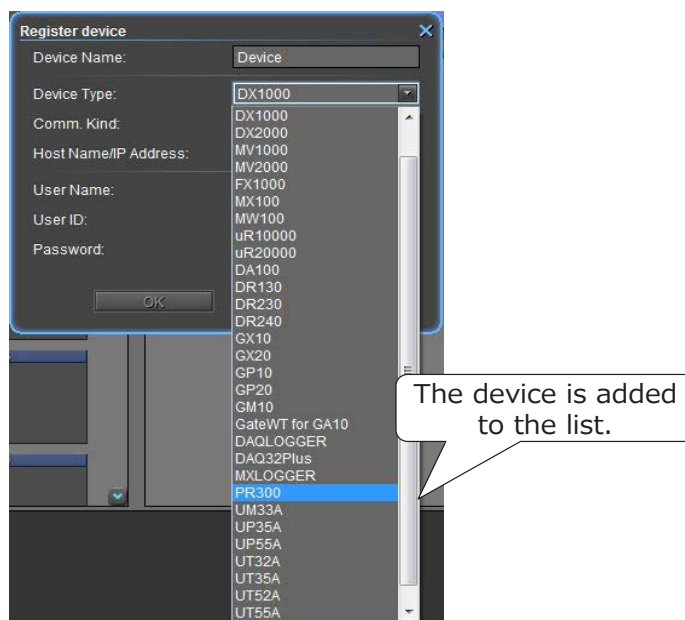 Register device
Device Name:
Device
Device Type:
DX1000
Comm. Kind:
Host Name/IP Address:
User Name:
User ID:
Password:
OK
DX1000
DX2000
MV1000
MV2000
FX1000
MX100
MW100
uR10000
uR20000
DA100
DR130
DR230
DR240
GX10
GX20
GP10
GP20
GM10
GateWT for GA10
DAQLOGGER
DAQ32Plus
MXLOGGER
PR300
UM33A
UP35A
UP55A
UT32A
UT35A
UT52A
UT55A
The device is added
to the list.